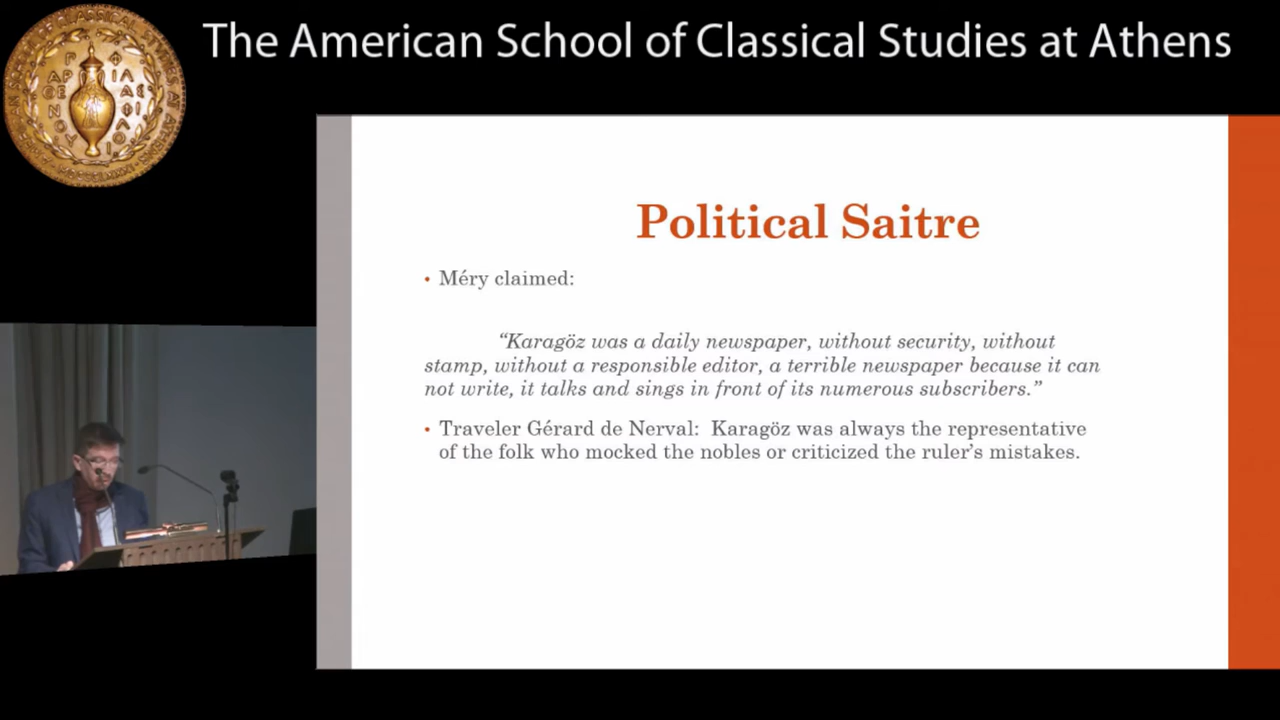 The American School of Classical Studies at Athens
Political Saitre
• Méry claimed:
“Karagöz was a daily newspaper, without security, without
stamp, without a responsible editor, a terrible newspaper because it can
not write, it talks and sings in front of its numerous subscribers.”
• Traveler Gérard de Nerval: Karagöz was always the representative
of the folk who mocked the nobles or criticized the ruler’s mistakes.